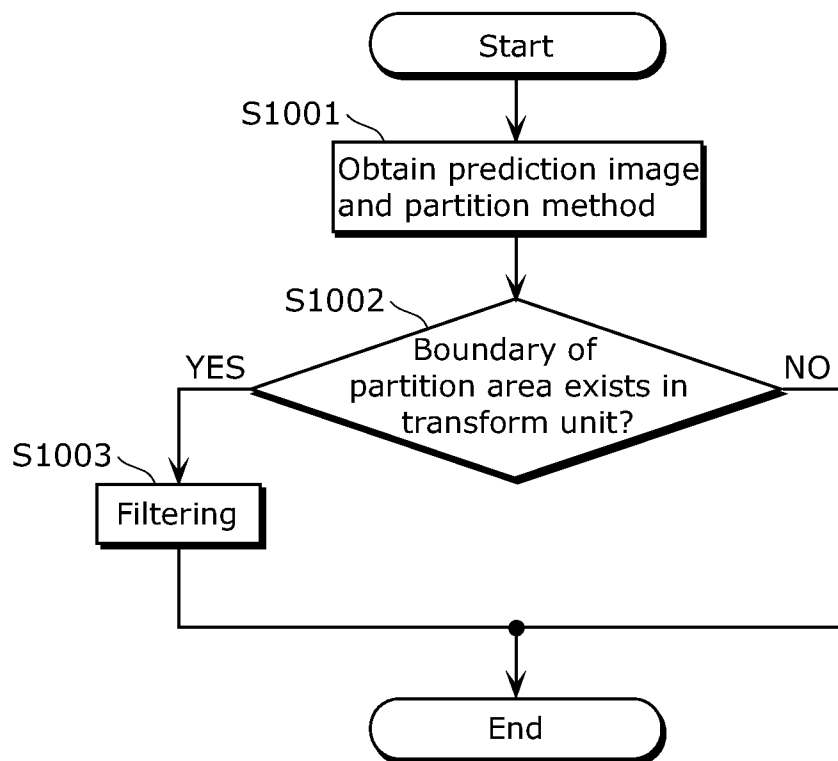 Start
S1001
Obtain prediction image
and partition method
S1002
Boundary of
partition area exists in
transform unit?
YES
NO
S1003
Filtering
End